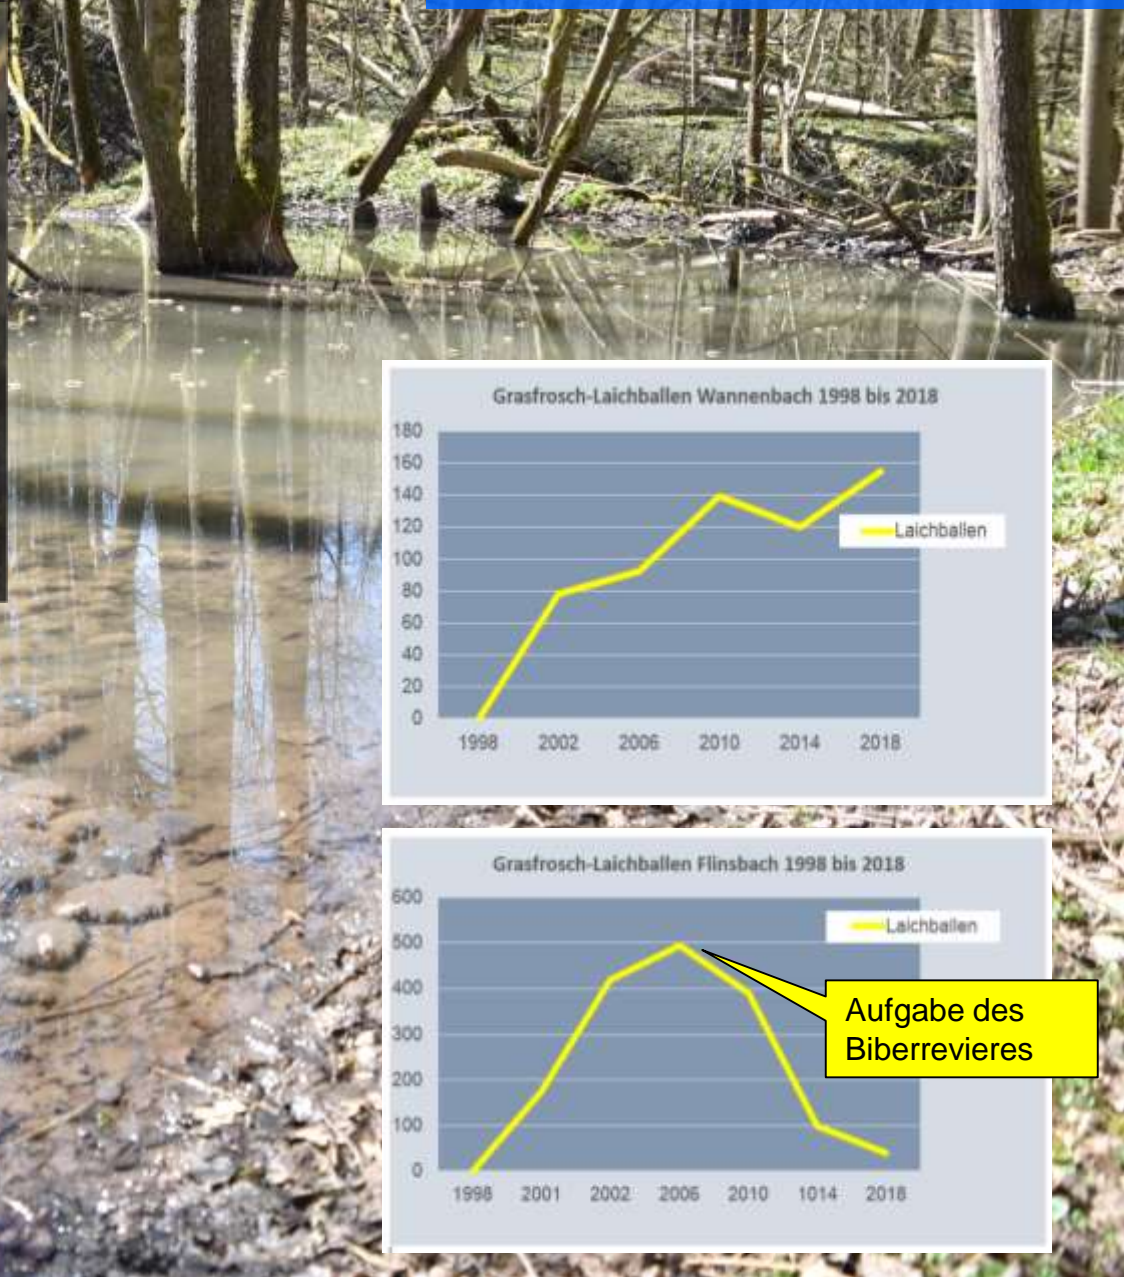 Grasfrosch-Laichballen Wannenbach 1998 bis 2018
180
160
140
120
100
80
60
40
20
0
Laichballen
1998 2002 2006 2010 2014 2018
Grasfrosch-Laichballen Flinsbach 1998 bis 2018
600
500
400
300
200
100
0
Laichballen
Aufgabe des
Biberrevieres
1998 2001 2002 2006 2010 1014 2018